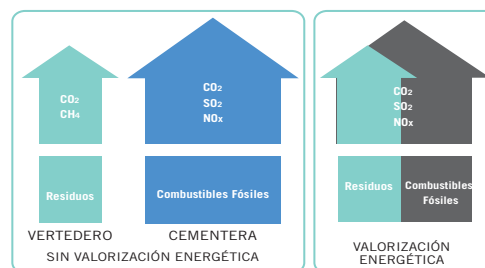 CO₂
CH₄
Residuos
VERTEDERO
CO₂
SO₂
NOx
Combustibles Fósiles
CEMENTERA
SIN VALORIZACIÓN ENERGÉTICA
CO₂
SO₂
NOx
Residuos
Combustibles
Fósiles
VALORIZACIÓN
ENERGÉTICA